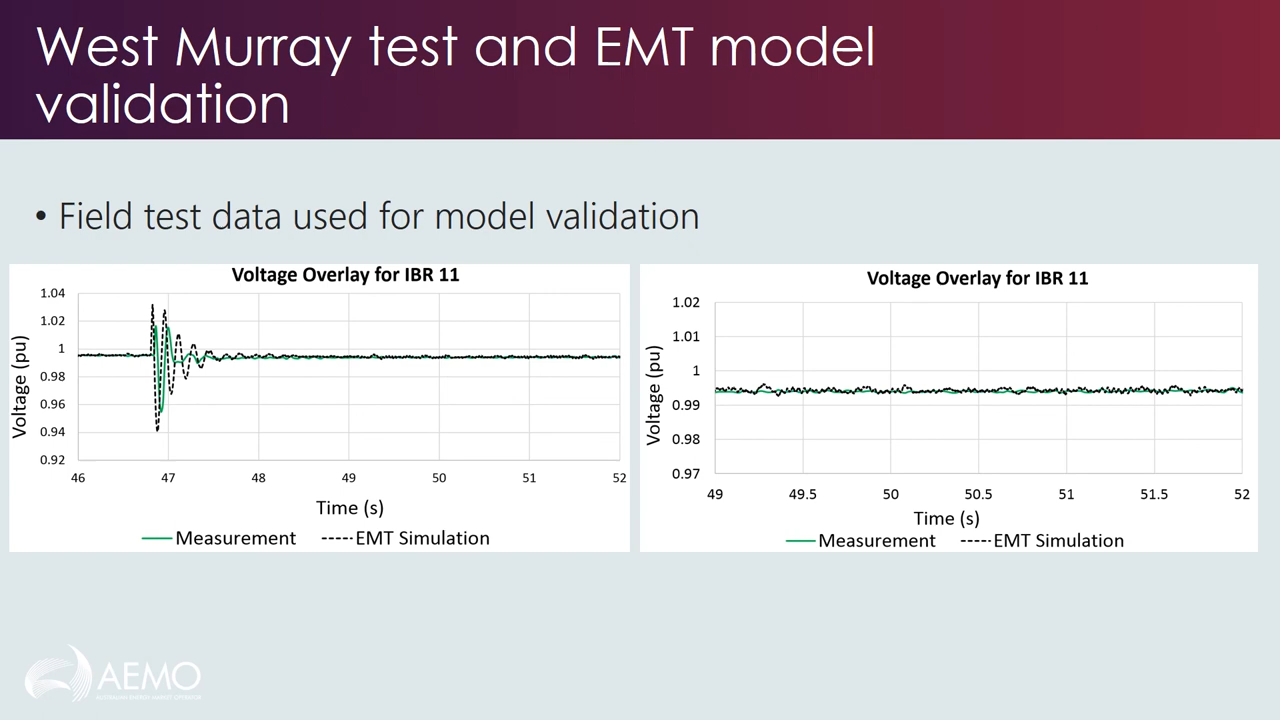 West Murray test and EMT model
validation
• Field test data used for model validation
Voltage Overlay for IBR 11
1.04
1.02
1
0.98
0.96
0.94
0.92
Voltage (pu)
46 47 48 49 50 51 52
Time (s)
Measurement EMT Simulation
Voltage Overlay for IBR 11
1.02
1.01
1
0.99
0.98
0.97
Voltage (pu)
49 49.5 50 50.5 51 51.5 52
Time (s)
Measurement EMT Simulation
AEMO
AUSTRALIAN ENERGY MARKET OPERATOR